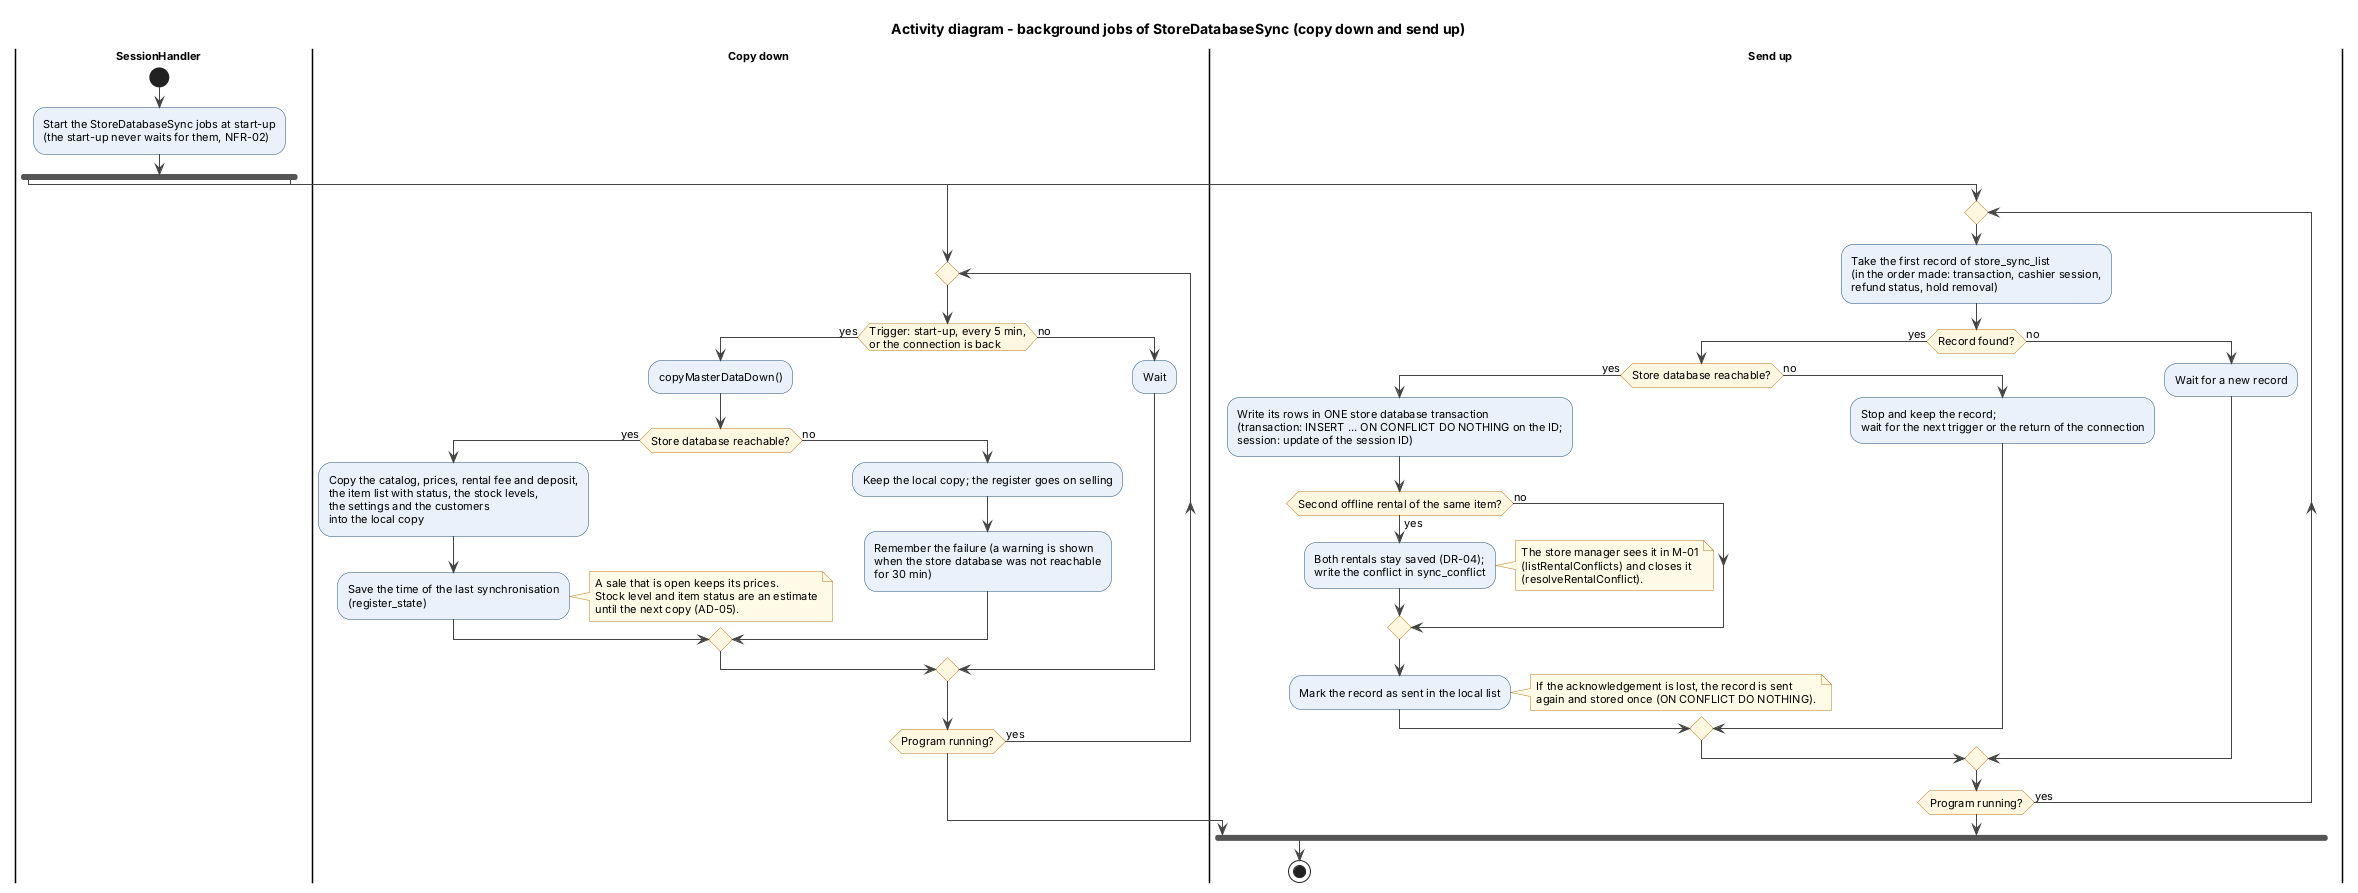 Activity diagram - background jobs of StoreDatabaseSync (copy down and send up)
SessionHandler
Copy down
Send up
Start the StoreDatabaseSync jobs at start-up
(the start-up never waits for them, NFR-02)
Trigger: start-up, every 5 min,
or the connection is back
yes
no
copyMasterDataDown()
Wait
Store database reachable?
yes
no
Copy the catalog, prices, rental fee and deposit,
the item list with status, the stock levels,
the settings and the customers
into the local copy
Keep the local copy; the register goes on selling
Save the time of the last synchronisation
(register_state)
A sale that is open keeps its prices.
Stock level and item status are an estimate
until the next copy (AD-05).
Remember the failure (a warning is shown
when the store database was not reachable
for 30 min)
Program running?
yes
Take the first record of store_sync_list
(in the order made: transaction, cashier session,
refund status, hold removal)
Record found?
yes
no
Store database reachable?
yes
no
Wait for a new record
Write its rows in ONE store database transaction
(transaction: INSERT ... ON CONFLICT DO NOTHING on the ID;
session: update of the session ID)
Stop and keep the record;
wait for the next trigger or the return of the connection
Second offline rental of the same item?
no
yes
Both rentals stay saved (DR-04);
write the conflict in sync_conflict
The store manager sees it in M-01
(listRentalConflicts) and closes it
(resolveRentalConflict).
Mark the record as sent in the local list
If the acknowledgement is lost, the record is sent
again and stored once (ON CONFLICT DO NOTHING).
Program running?
yes